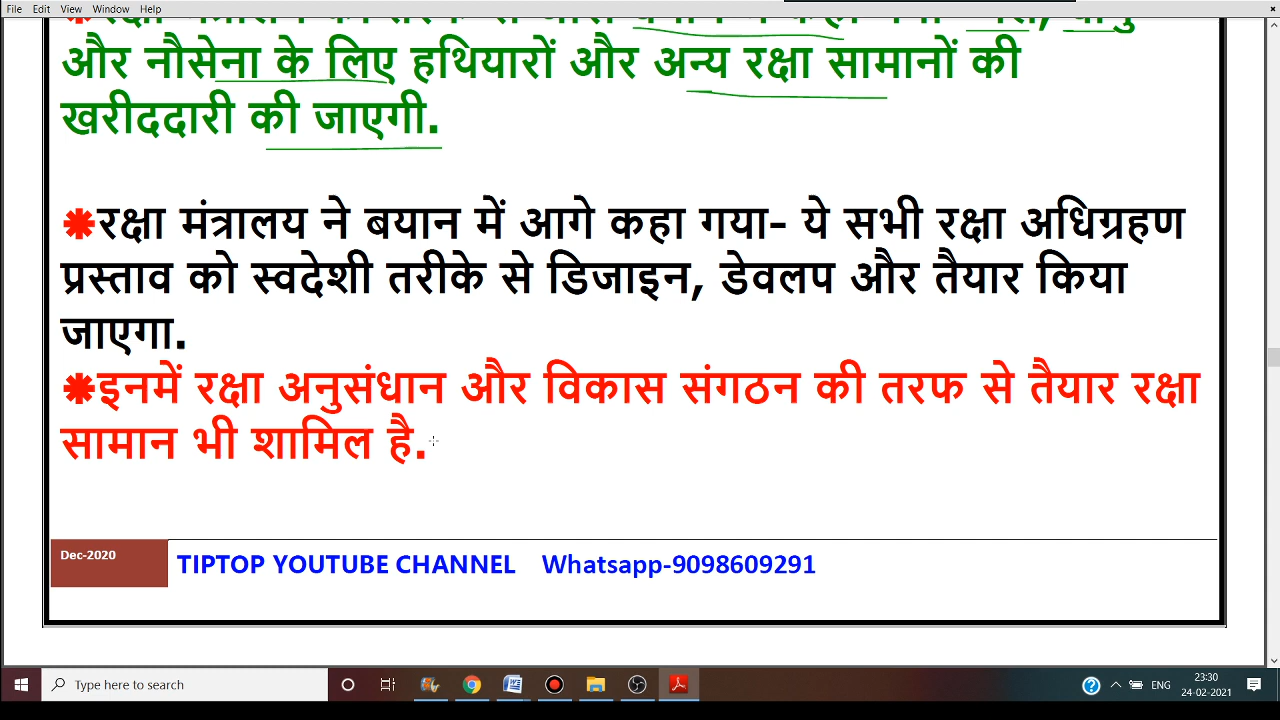 File Edit View Window Help
और नौसेना के लिए हथियारों और अन्य रक्षा सामानों की
खरीददारी की जाएगी.
रक्षा मंत्रालय ने बयान में आगे कहा गया- ये सभी रक्षा अधिग्रहण
प्रस्ताव को स्वदेशी तरीके से डिजाइन, डेवलप और तैयार किया
जाएगा.
इनमें रक्षा अनुसंधान और विकास संगठन की तरफ से तैयार रक्षा
सामान भी शामिल है.
Dec-2020
TIPTOP YOUTUBE CHANNEL Whatsapp-9098609291
Type here to search
ENG
23:30
24-02-2021